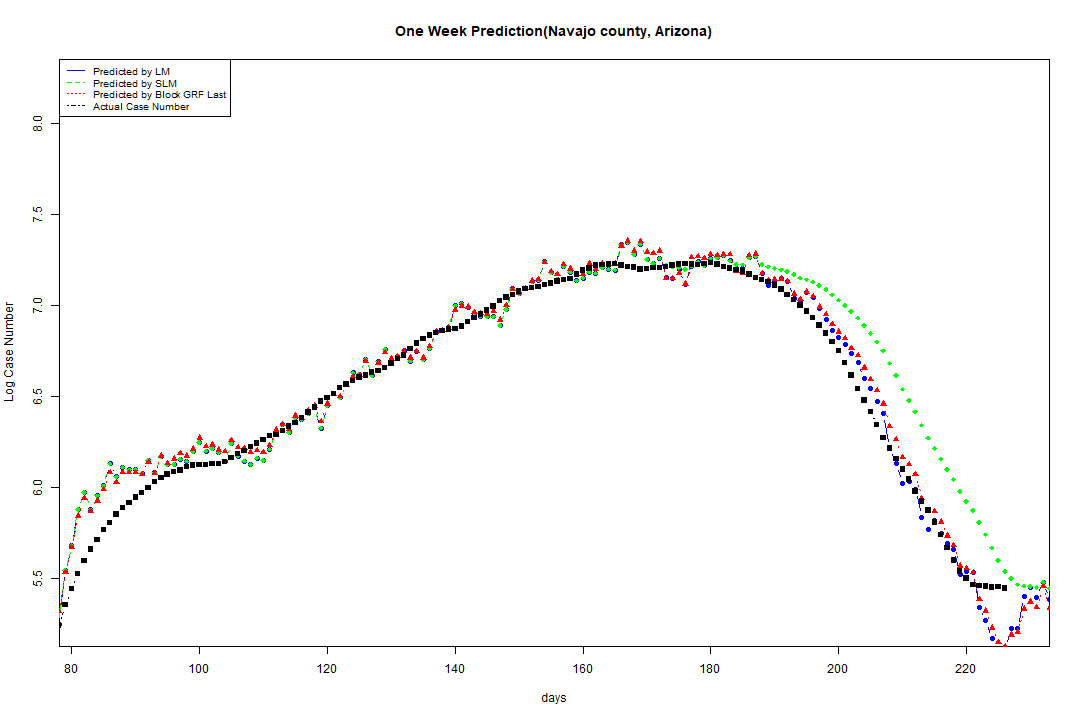 One Week Prediction(Navajo county, Arizona)
Predicted by LM
Predicted by SLM
Predicted by Block GRF Last
Actual Case Number
Log Case Number
8.0
7.5
7.0
6.5
6.0
5.5
80 100 120 140 160 180 200 220
days